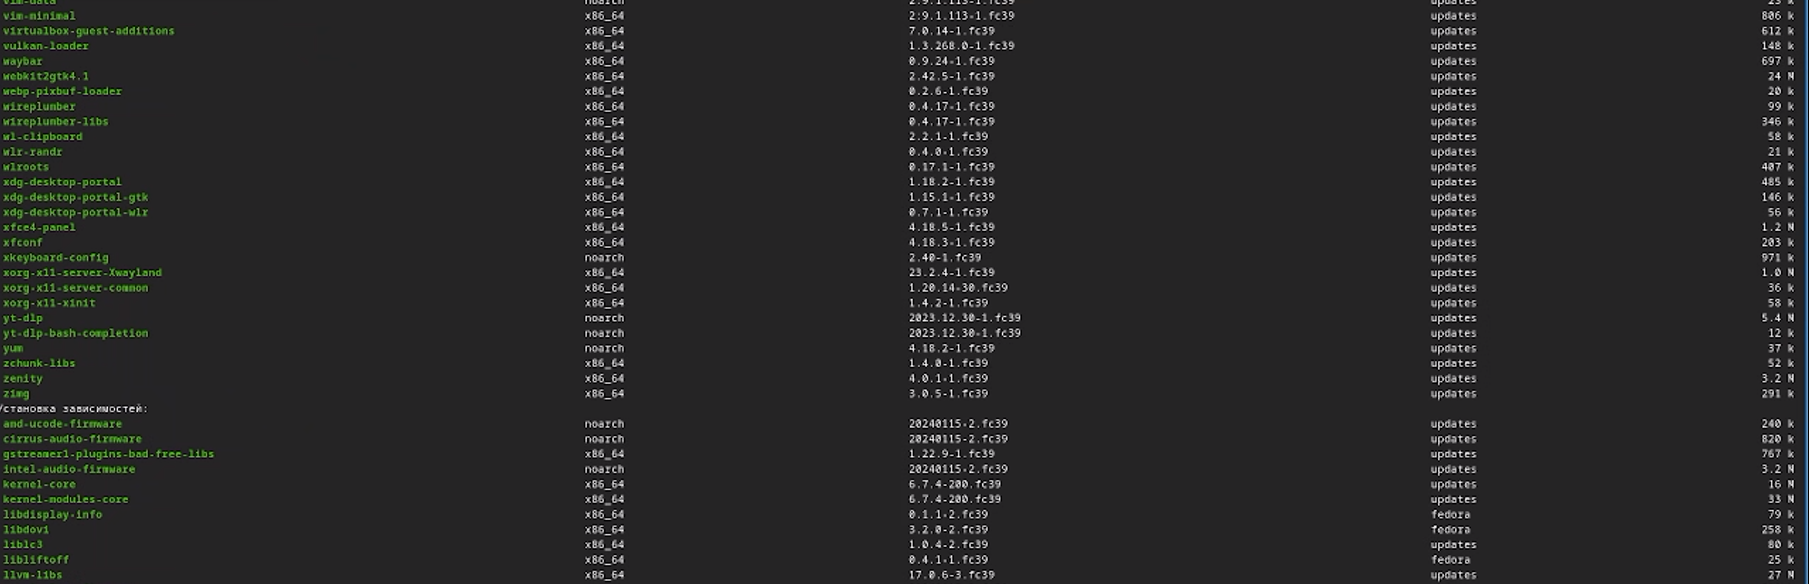 vim-data noarch 2:9.1.113-1.fc39 updates 23 k
vim-minimal x86_64 2:9.1.113-1.fc39 updates 806 k
virtualbox-guest-additions x86_64 7.0.14-1.fc39 updates 612 k
vulkan-loader x86_64 1.3.268.0-1.fc39 updates 148 k
waybar x86_64 0.9.24-1.fc39 updates 697 k
webkit2gtk4.1 x86_64 2.42.5-1.fc39 updates 24 M
webp-pixbuf-loader x86_64 0.2.6-1.fc39 updates 20 k
wireplumber x86_64 0.4.17-1.fc39 updates 99 k
wireplumber-libs x86_64 0.4.17-1.fc39 updates 346 k
wl-clipboard x86_64 2.2.1-1.fc39 updates 58 k
wlr-randr x86_64 0.4.0-1.fc39 updates 21 k
wlroots x86_64 0.17.1-1.fc39 updates 407 k
xdg-desktop-portal x86_64 1.18.2-1.fc39 updates 485 k
xdg-desktop-portal-gtk x86_64 1.15.1-1.fc39 updates 146 k
xdg-desktop-portal-wlr x86_64 0.7.1-1.fc39 updates 56 k
xfce4-panel x86_64 4.18.5-1.fc39 updates 1.2 M
xfconf x86_64 4.18.3-1.fc39 updates 203 k
xkeyboard-config noarch 2.40-1.fc39 updates 971 k
xorg-x11-server-Xwayland x86_64 23.2.4-1.fc39 updates 1.0 M
xorg-x11-server-common x86_64 1.20.14-30.fc39 updates 36 k
xorg-x11-xinit x86_64 1.4.2-1.fc39 updates 58 k
yt-dlp noarch 2023.12.30-1.fc39 updates 5.4 M
yt-dlp-bash-completion noarch 2023.12.30-1.fc39 updates 12 k
yum noarch 4.18.2-1.fc39 updates 37 k
zchunk-libs x86_64 1.4.0-1.fc39 updates 52 k
zenity x86_64 4.0.1-1.fc39 updates 3.2 M
zimg x86_64 3.0.5-1.fc39 updates 291 k
Установка зависимостей:
amd-ucode-firmware noarch 20240115-2.fc39 updates 240 k
cirrus-audio-firmware noarch 20240115-2.fc39 updates 820 k
gstreamer1-plugins-bad-free-libs x86_64 1.22.9-1.fc39 updates 767 k
intel-audio-firmware noarch 20240115-2.fc39 updates 3.2 M
kernel-core x86_64 6.7.4-200.fc39 updates 16 M
kernel-modules-core x86_64 6.7.4-200.fc39 updates 33 M
libdisplay-info x86_64 0.1.1-2.fc39 fedora 79 k
libdovi x86_64 3.2.0-2.fc39 fedora 258 k
liblc3 x86_64 1.0.4-2.fc39 updates 80 k
libliftoff x86_64 0.4.1-1.fc39 fedora 25 k
llvm-libs x86_64 17.0.6-3.fc39 updates 27 M